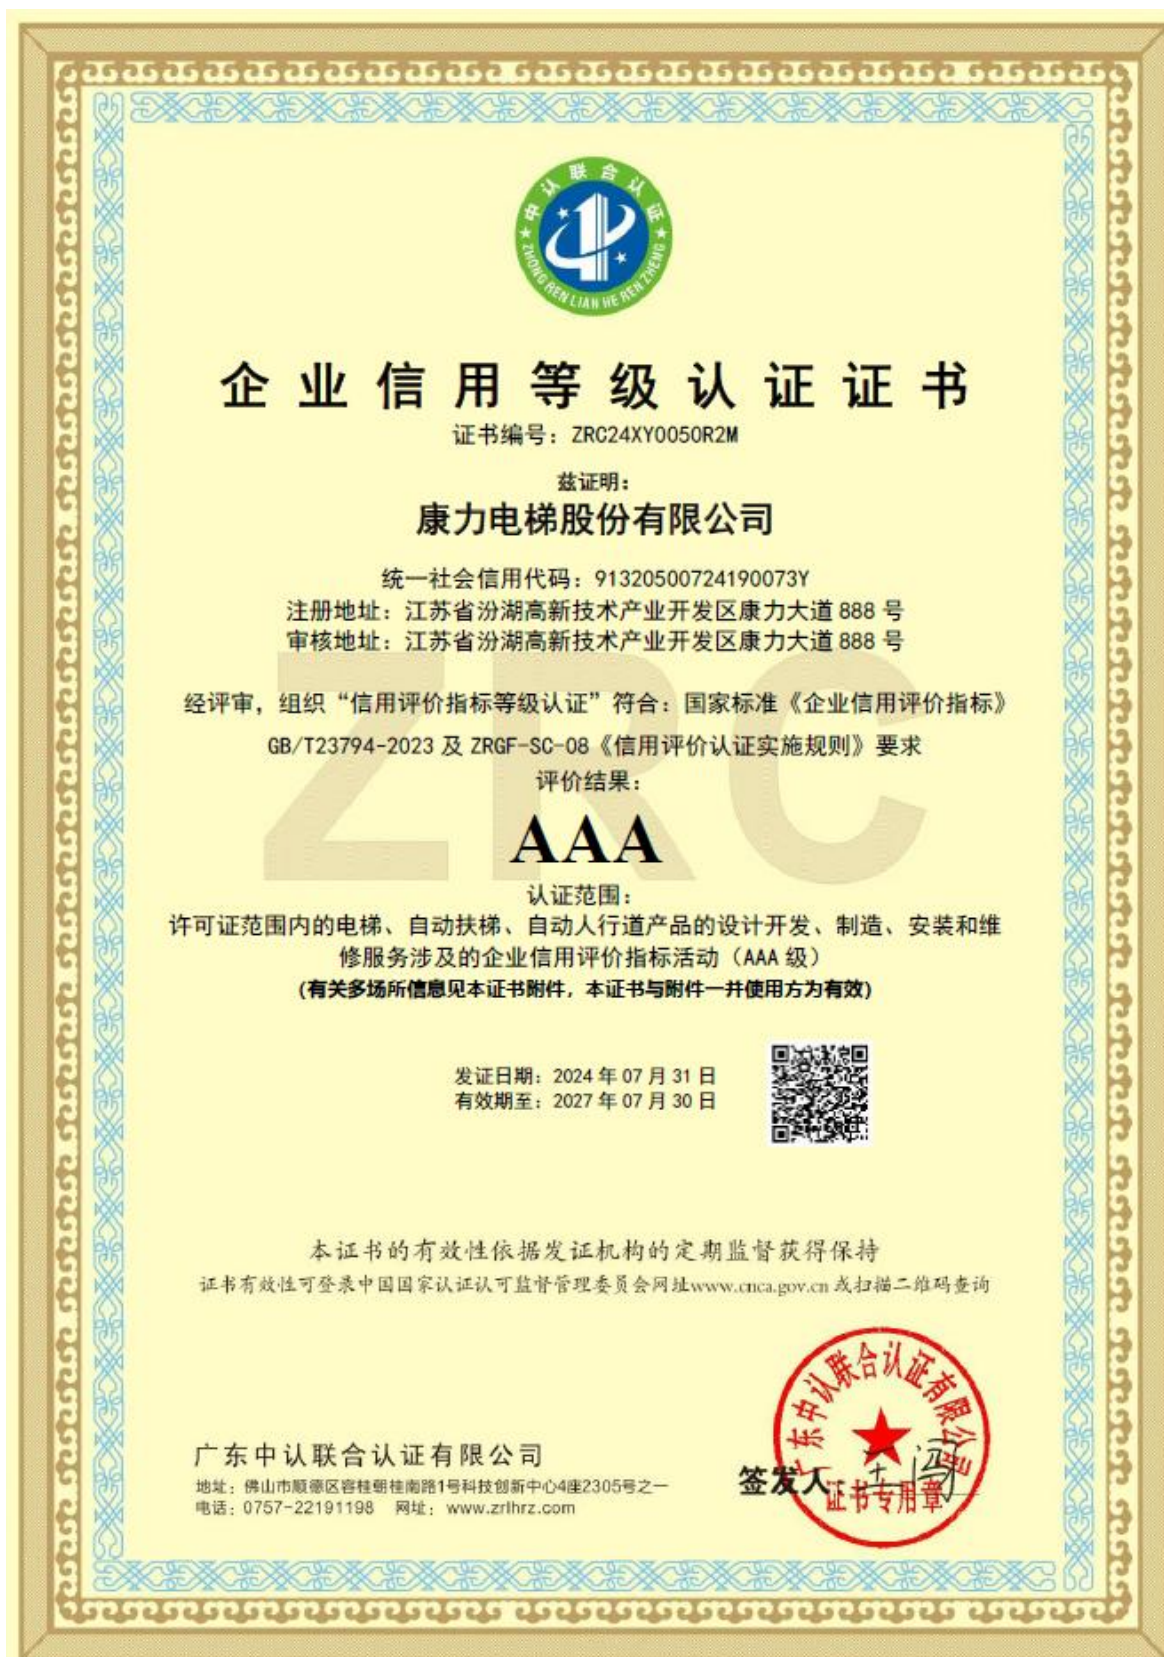 中认联合认证
ZHONG REN LIAN HE REN ZHENG
企业信用等级认证证书
证书编号：ZRC24XY0050R2M
兹证明：
康力电梯股份有限公司
统一社会信用代码：91320500724190073Y
注册地址：江苏省汾湖高新技术产业开发区康力大道 888 号
审核地址：江苏省汾湖高新技术产业开发区康力大道 888 号
ZRC
经评审，组织“信用评价指标等级认证”符合：国家标准《企业信用评价指标》
GB/T23794-2023 及 ZRGF-SC-08《信用评价认证实施规则》要求
评价结果：
AAA
认证范围：
许可证范围内的电梯、自动扶梯、自动人行道产品的设计开发、制造、安装和维
修服务涉及的企业信用评价指标活动（AAA 级）
(有关多场所信息见本证书附件，本证书与附件一并使用方为有效)
发证日期：2024 年 07 月 31 日
有效期至：2027 年 07 月 30 日
本证书的有效性依据发证机构的定期监督获得保持
证书有效性可登录中国国家认证认可监督管理委员会网址www.cnca.gov.cn 或扫描二维码查询
广东中认联合认证有限公司
地址：佛山市顺德区容桂朝桂南路1号科技创新中心4座2305号之一
电话：0757-22191198 网址：www.zrlhrz.com
广东中认联合认证有限公司
签发人：
证书专用章